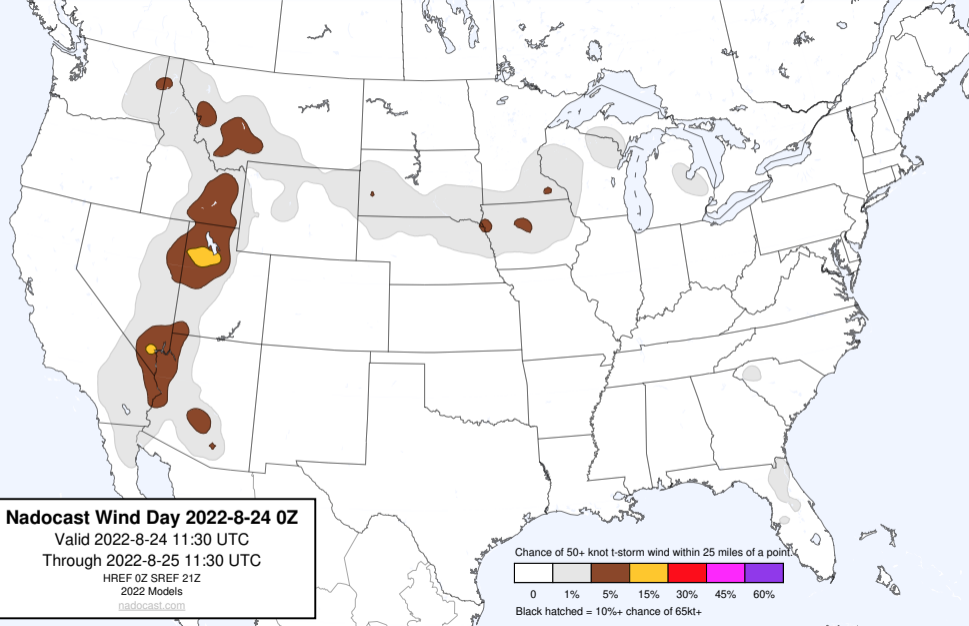 Nadocast Wind Day 2022-8-24 0Z
Valid 2022-8-24 11:30 UTC
Through 2022-8-25 11:30 UTC
HREF 0Z SREF 21Z
2022 Models
nadocast.com
Chance of 50+ knot t-storm wind within 25 miles of a point.
0 1% 5% 15% 30% 45% 60%
Black hatched = 10%+ chance of 65kt+